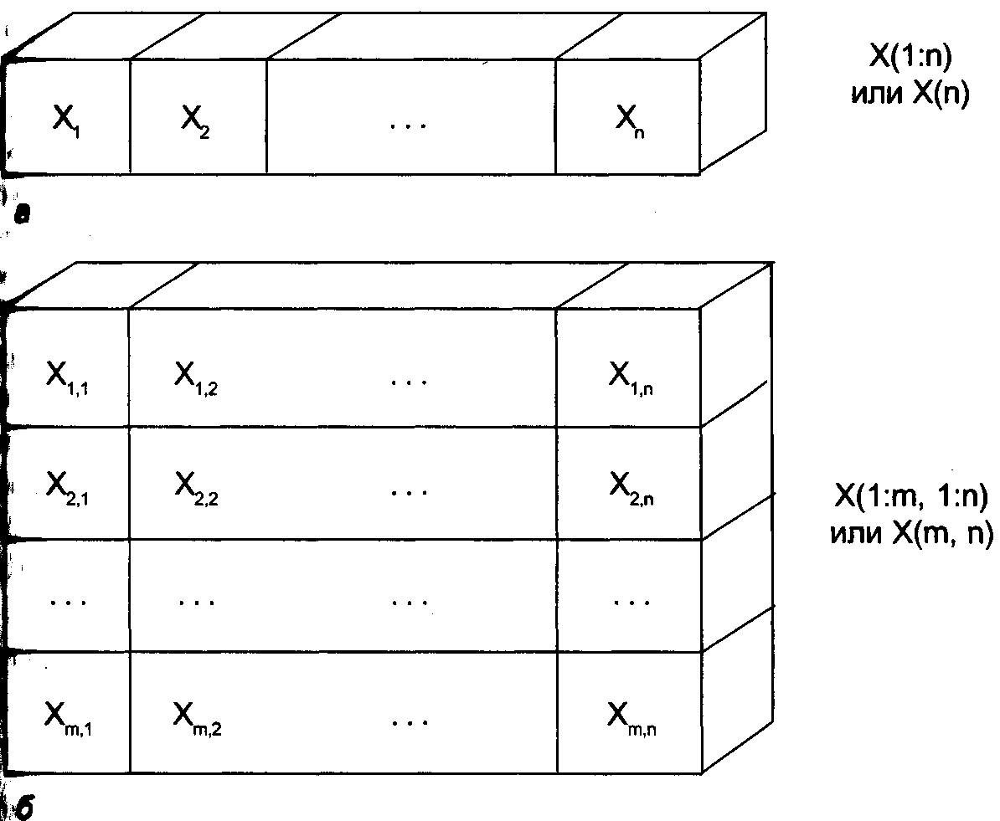 X₁ X₂ ... Xₙ
X(1:n)
или X(n)
а
X₁,₁ X₁,₂ ... X₁,ₙ
X₂,₁ X₂,₂ ... X₂,ₙ
... ... ... ...
Xₘ,₁ Xₘ,₂ ... Xₘ,ₙ
X(1:m, 1:n)
или X(m, n)
б